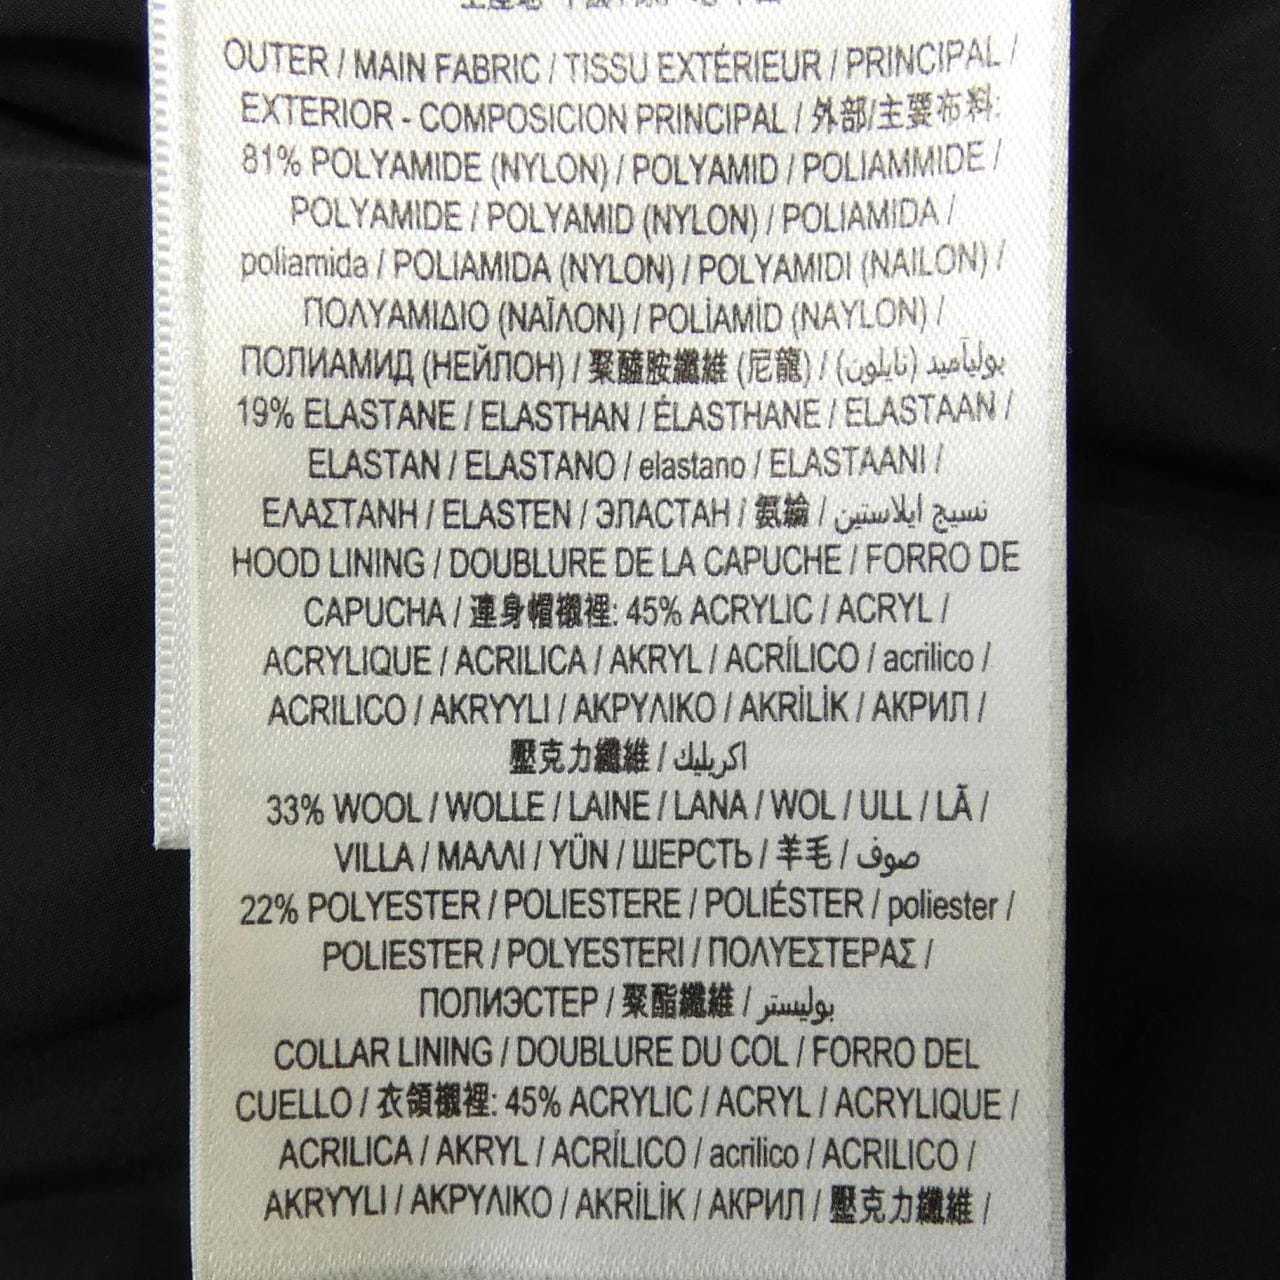 OUTER / MAIN FABRIC / TISSU EXTÉRIEUR / PRINCIPAL /
EXTERIOR - COMPOSICION PRINCIPAL / 外部/主要布料:
81% POLYAMIDE (NYLON) / POLYAMID / POLIAMMIDE /
POLYAMIDE / POLYAMID (NYLON) / POLIAMIDA /
poliamida / POLIAMIDA (NYLON) / POLYAMIDI (NAILON) /
ΠΟΛΥΑΜΙΔΙΟ (ΝΑΪΛΟΝ) / POLİAMİD (NAYLON) /
ПОЛИАМИД (НЕЙЛОН) / 聚醯胺纖維 (尼龍) / بوليآميد (نايلون)
19% ELASTANE / ELASTHAN / ÉLASTHANE / ELASTAAN /
ELASTAN / ELASTANO / elastano / ELASTAANI /
ΕΛΑΣΤΑΝΗ / ELASTEN / ЭЛАСТАН / 氨綸 / نسيج ايلاستين
HOOD LINING / DOUBLURE DE LA CAPUCHE / FORRO DE
CAPUCHA / 連身帽襯裡: 45% ACRYLIC / ACRYL /
ACRYLIQUE / ACRILICA / AKRYL / ACRÍLICO / acrilico /
ACRILICO / AKRYYLI / ΑΚΡΥΛΙΚΟ / AKRİLİK / АКРИЛ /
壓克力纖維 / اكريليك
33% WOOL / WOLLE / LAINE / LANA / WOL / ULL / LÃ /
VILLA / ΜΑΛΛΙ / YÜN / ШЕРСТЬ / 羊毛 / صوف
22% POLYESTER / POLIESTERE / POLIÉSTER / poliester /
POLIESTER / POLYESTERI / ΠΟΛΥΕΣΤΕΡΑΣ /
ПОЛИЭСТЕР / 聚酯纖維 / بوليستر
COLLAR LINING / DOUBLURE DU COL / FORRO DEL
CUELLO / 衣領襯裡: 45% ACRYLIC / ACRYL / ACRYLIQUE /
ACRILICA / AKRYL / ACRÍLICO / acrilico / ACRILICO /
AKRYYLI / ΑΚΡΥΛΙΚΟ / AKRİLİK / АКРИЛ / 壓克力纖維 /